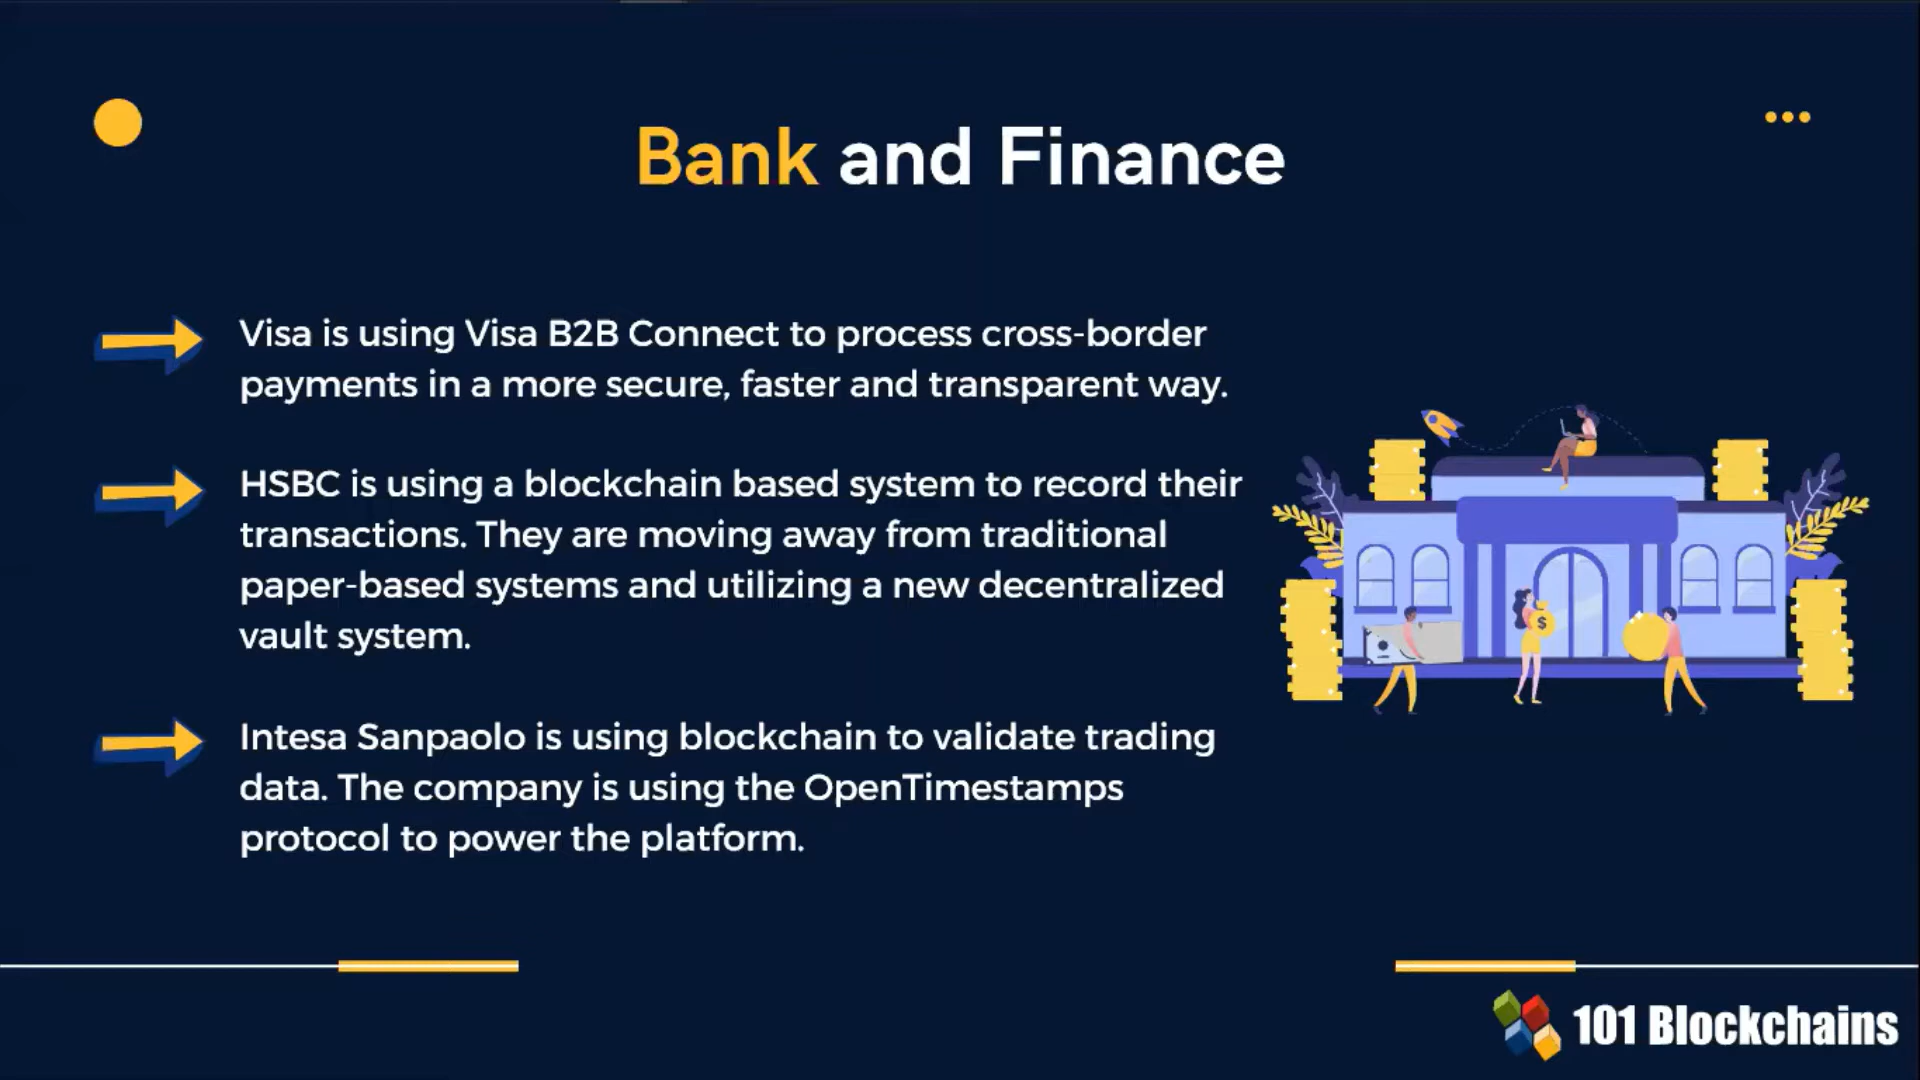 Bank and Finance
Visa is using Visa B2B Connect to process cross-border
payments in a more secure, faster and transparent way.
HSBC is using a blockchain based system to record their
transactions. They are moving away from traditional
paper-based systems and utilizing a new decentralized
vault system.
Intesa Sanpaolo is using blockchain to validate trading
data. The company is using the OpenTimestamps
protocol to power the platform.
$
101 Blockchains